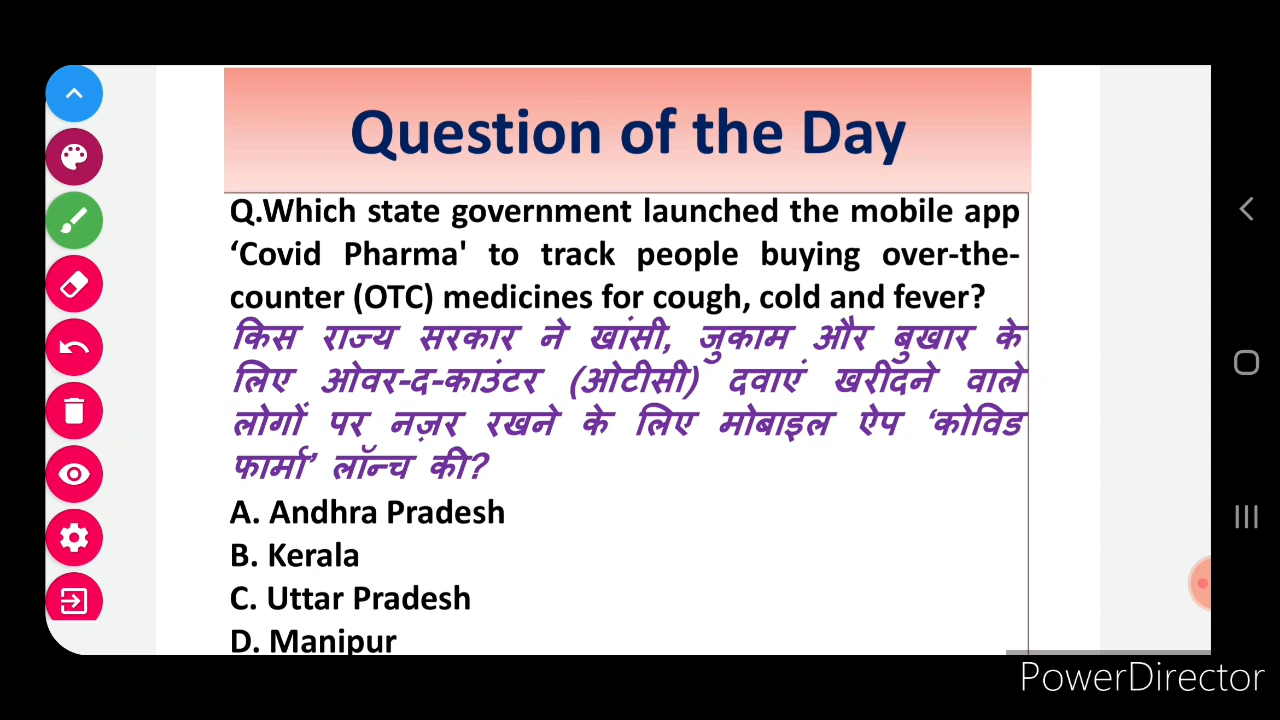 Question of the Day
Q.Which state government launched the mobile app
‘Covid Pharma' to track people buying over-the-
counter (OTC) medicines for cough, cold and fever?
किस राज्य सरकार ने खांसी, जुकाम और बुखार के
लिए ओवर-द-काउंटर (ओटीसी) दवाएं खरीदने वाले
लोगों पर नज़र रखने के लिए मोबाइल ऐप ‘कोविड
फार्मा’ लॉन्च की?
A. Andhra Pradesh
B. Kerala
C. Uttar Pradesh
D. Manipur
PowerDirector